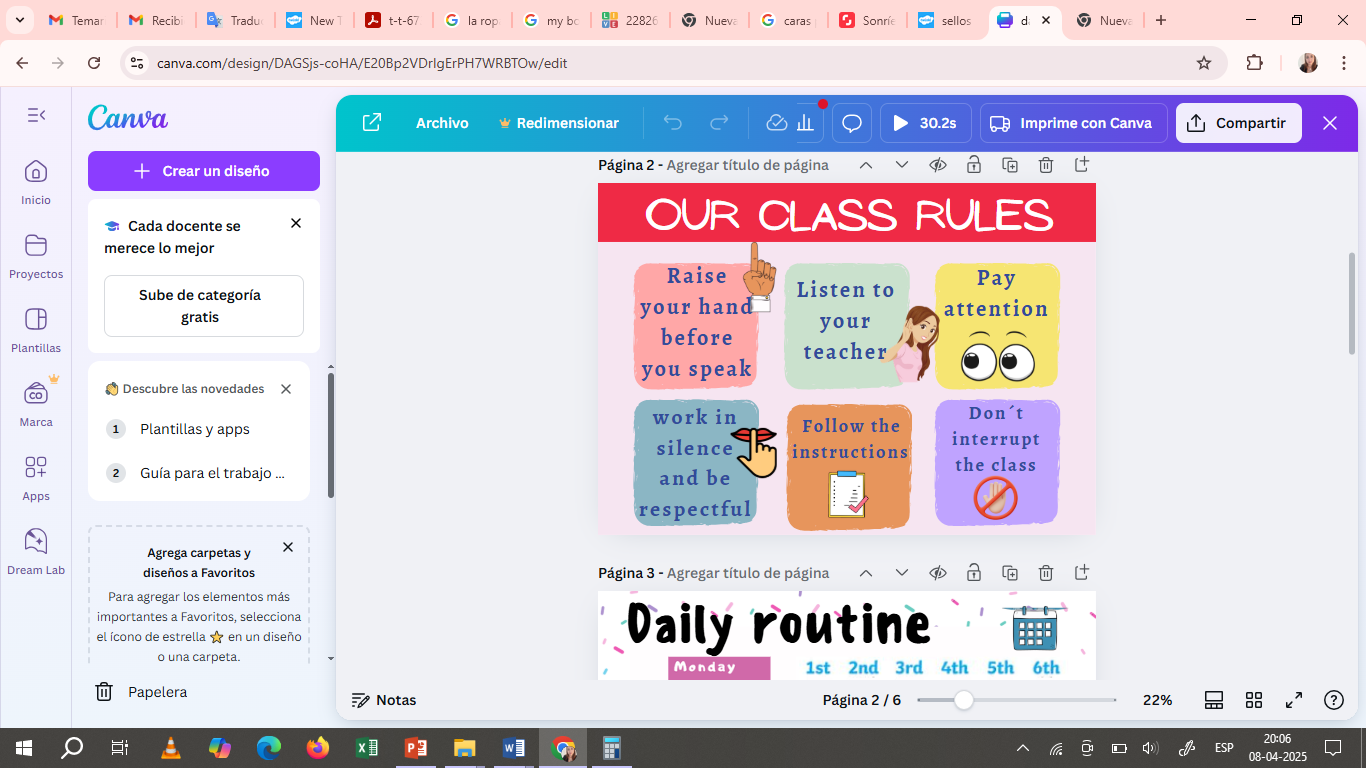 Temar
Recibi
Traduc
New T
t-t-67.
la rop
my bo
22826
Nueva
caras
Sonríe
sellos
da
Nueva
canva.com/design/DAGSjs-coHA/E20Bp2VDrIgErPH7WRBTOw/edit
Canva
Archivo
Redimensionar
30.2s
Imprime con Canva
Compartir
Crear un diseño
Inicio
Proyectos
Plantillas
Marca
Apps
Dream Lab
Cada docente se
merece lo mejor
Sube de categoría
gratis
Descubre las novedades
1 Plantillas y apps
2 Guía para el trabajo ...
Agrega carpetas y
diseños a Favoritos
Para agregar los elementos más
importantes a Favoritos, selecciona
el ícono de estrella ⭐ en un diseño
o una carpeta.
Papelera
Página 2 - Agregar título de página
OUR CLASS RULES
Raise
your hand
before
you speak
Listen to
your
teacher
Pay
attention
work in
silence
and be
respectful
Follow the
instructions
Don´t
interrupt
the class
Página 3 - Agregar título de página
Daily routine
Monday 1st 2nd 3rd 4th 5th 6th
Notas
Página 2 / 6
22%
ESP
20:06
08-04-2025